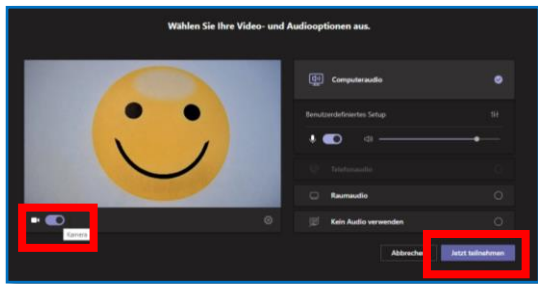 Wählen Sie Ihre Video- und Audiooptionen aus.
Computeraudio
Benutzerdefiniertes Setup
Telefonaudio
Raumaudio
Kein Audio verwenden
Kamera
Abbrechen
Jetzt teilnehmen